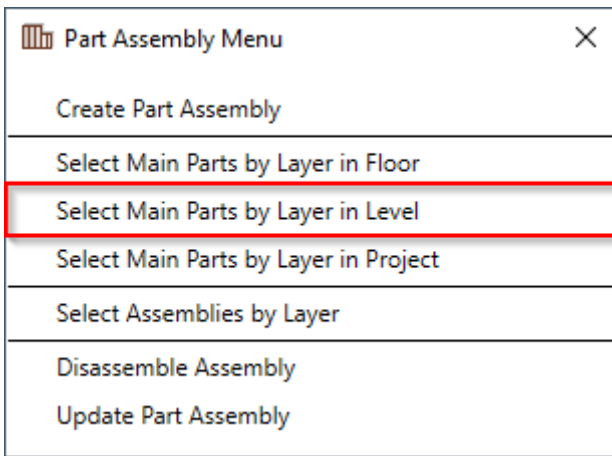 Part Assembly Menu
Create Part Assembly
Select Main Parts by Layer in Floor
Select Main Parts by Layer in Level
Select Main Parts by Layer in Project
Select Assemblies by Layer
Disassemble Assembly
Update Part Assembly